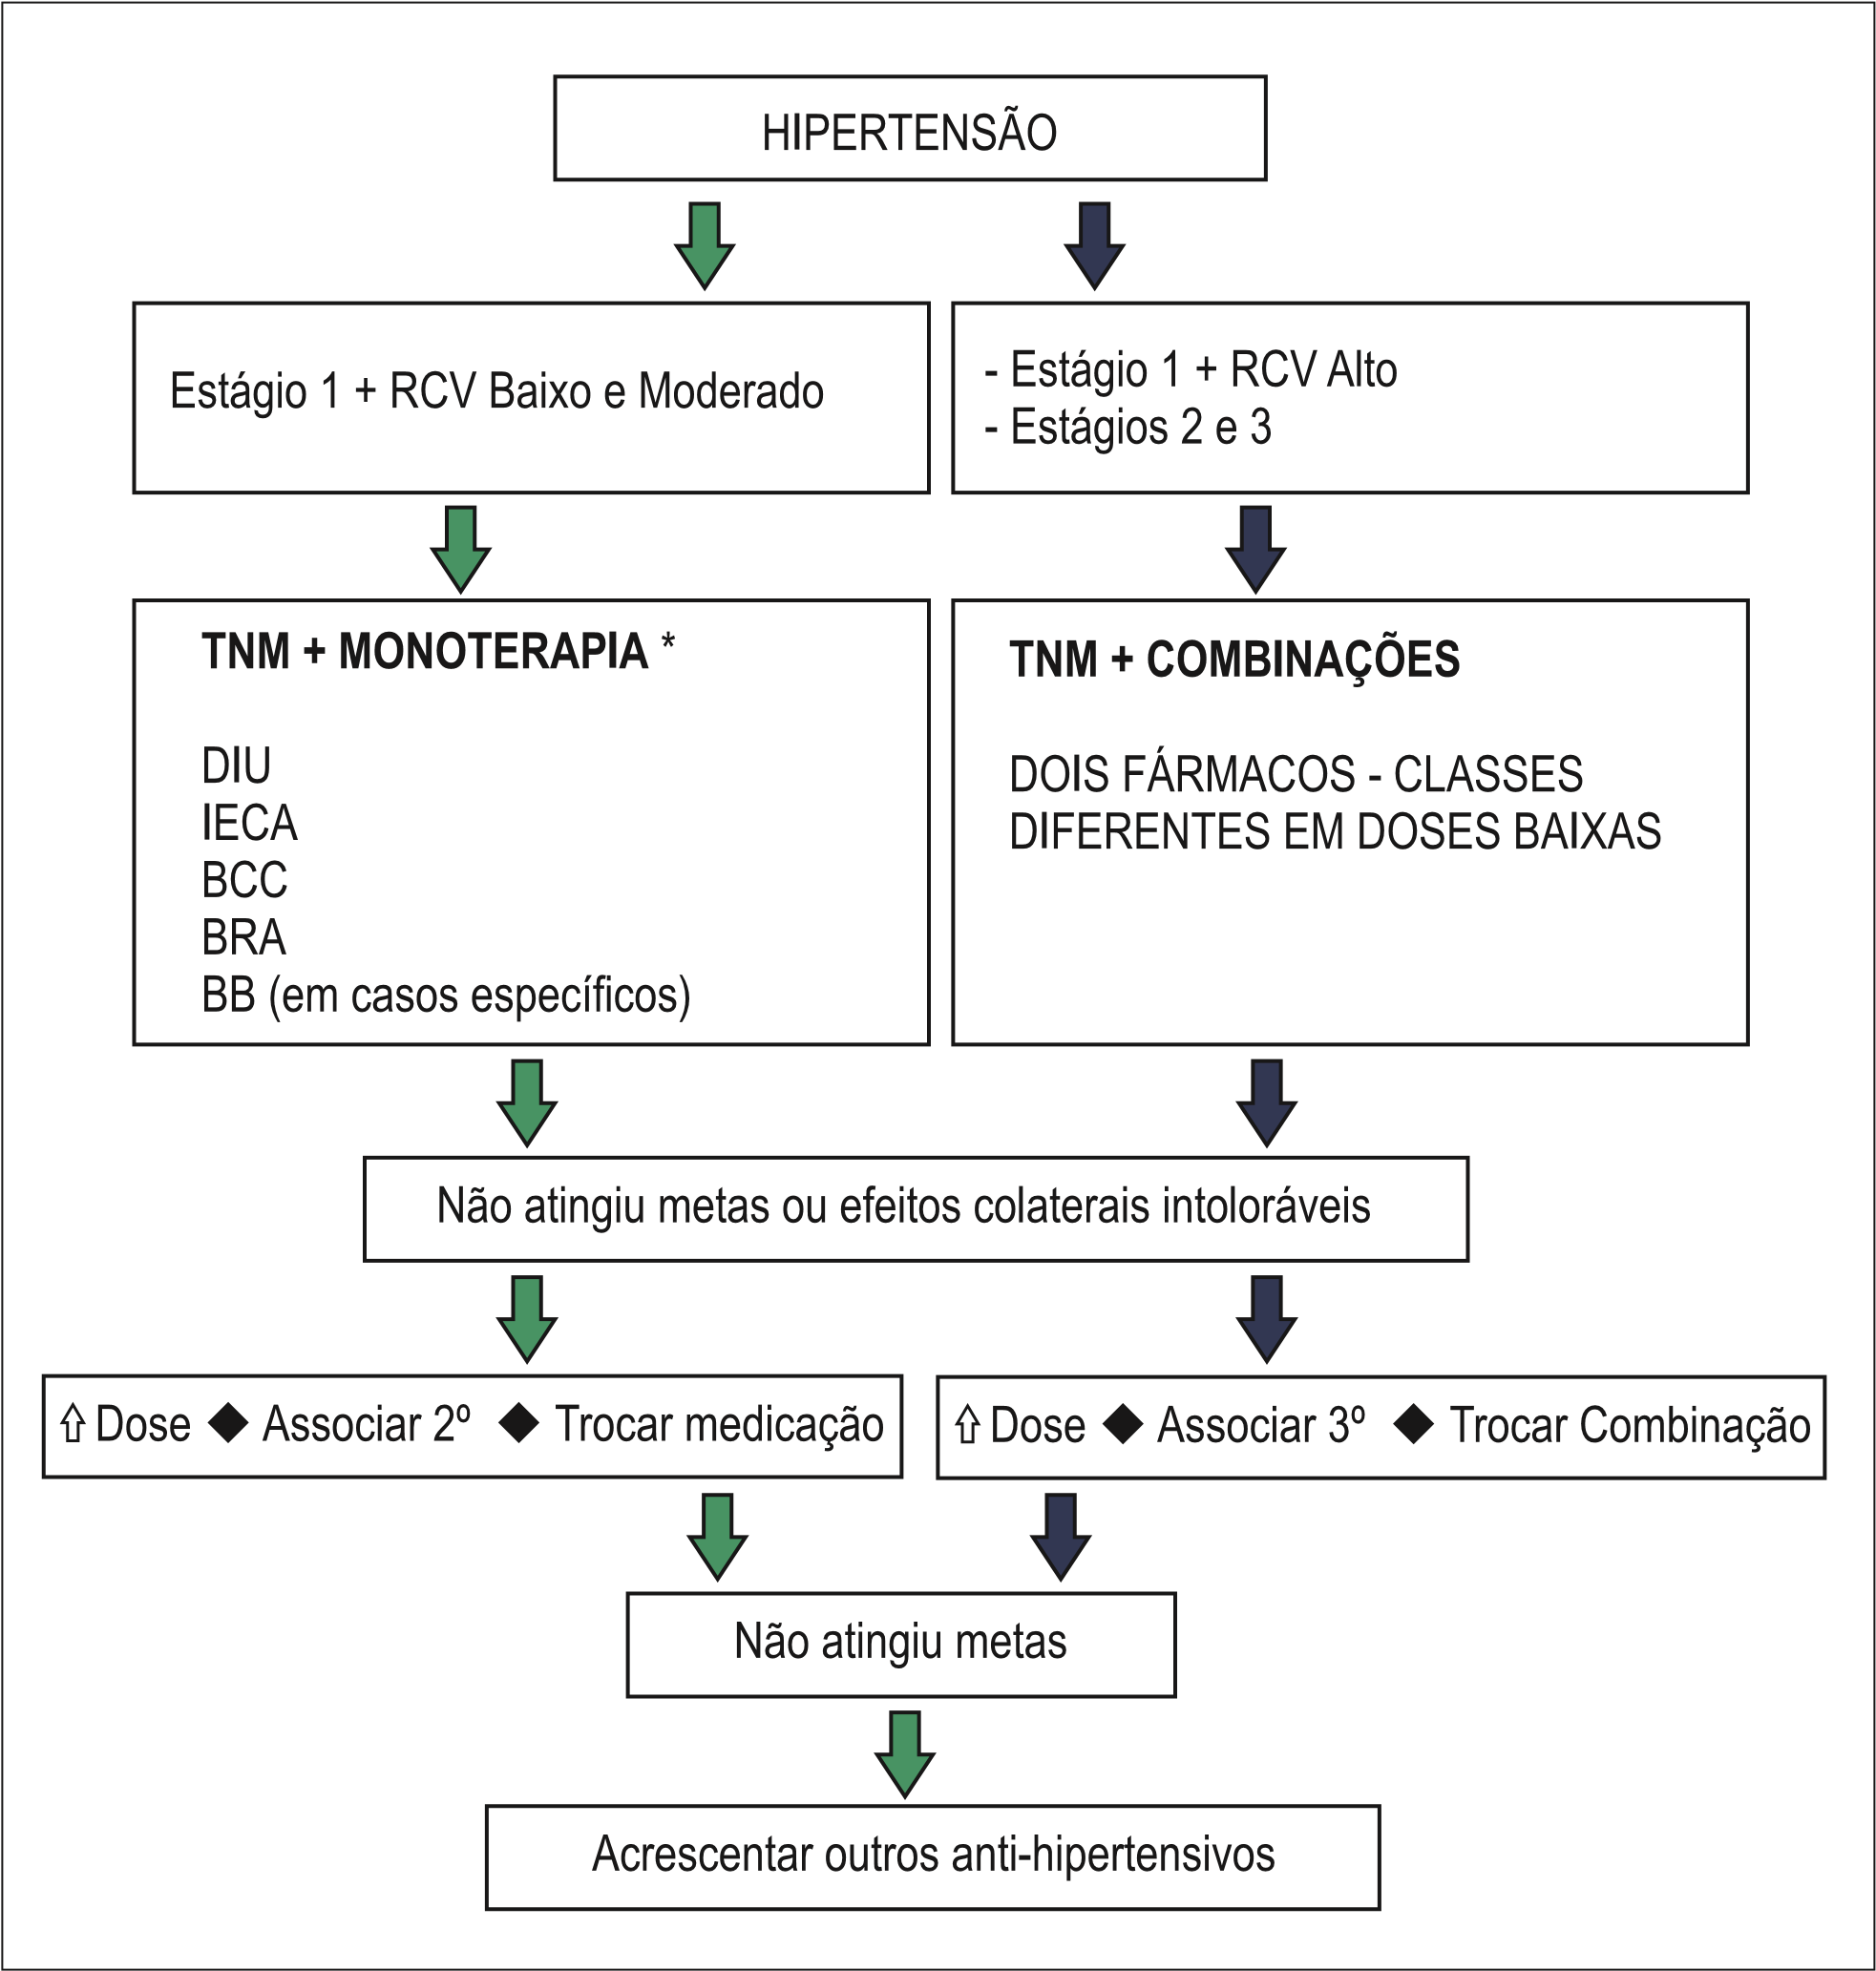 HIPERTENSÃO
Estágio 1 + RCV Baixo e Moderado
- Estágio 1 + RCV Alto
- Estágios 2 e 3
TNM + MONOTERAPIA *
DIU
IECA
BCC
BRA
BB (em casos específicos)
TNM + COMBINAÇÕES
DOIS FÁRMACOS - CLASSES
DIFERENTES EM DOSES BAIXAS
Não atingiu metas ou efeitos colaterais intoloráveis
⇧ Dose ◆ Associar 2º ◆ Trocar medicação
⇧ Dose ◆ Associar 3º ◆ Trocar Combinação
Não atingiu metas
Acrescentar outros anti-hipertensivos